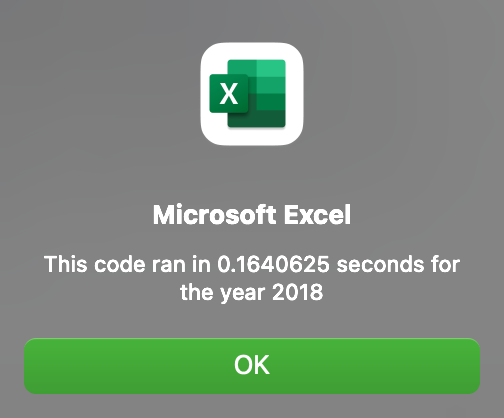 X
Microsoft Excel
This code ran in 0.1640625 seconds for
the year 2018
OK